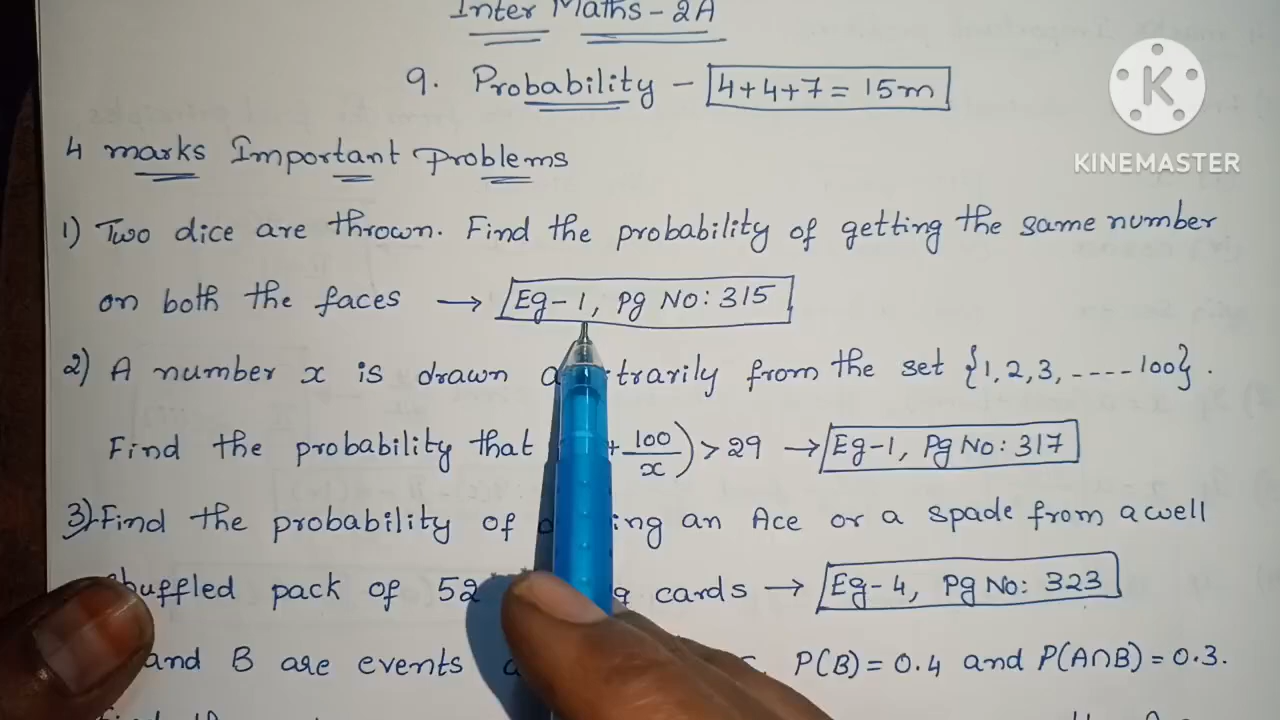 Inter Maths - 2A
9. Probability - 4+4+7 = 15m
K
KINEMASTER
4 marks Important Problems
1) Two dice are thrown. Find the probability of getting the same number
on both the faces → Eg-1, Pg No: 315
2) A number x is drawn trarily from the set {1, 2, 3, ---- 100}.
Find the probability that + 100/x) > 29 → Eg-1, Pg No: 317
3) Find the probability of ing an Ace or a spade from a well
shuffled pack of 52 cards → Eg-4, Pg No: 323
and B are events P(B) = 0.4 and P(A∩B) = 0.3.